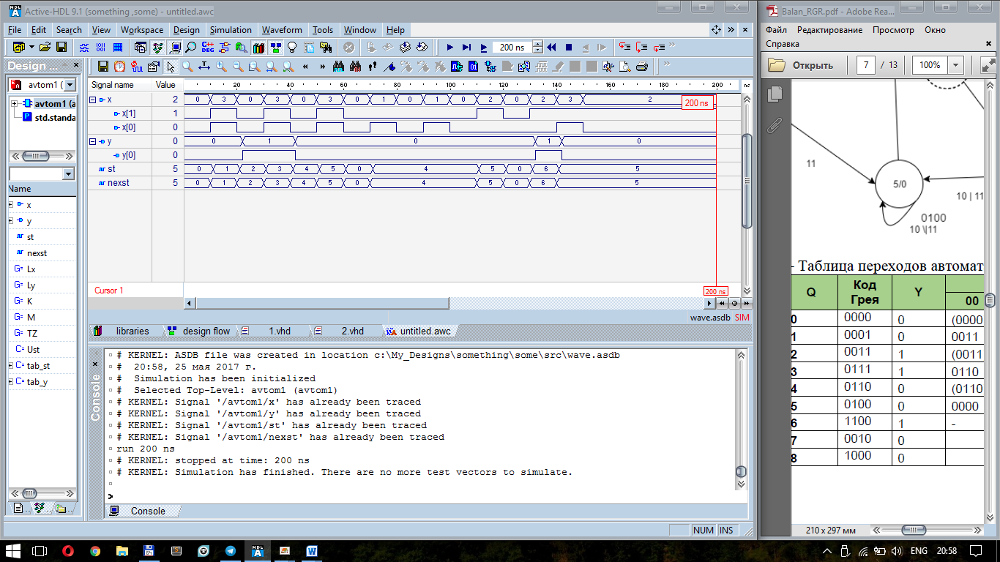 Active-HDL 9.1 (something ,some) - untitled.awc
File Edit Search View Workspace Design Simulation Waveform Tools Window Help
200 ns
Design ...
avtom1 (
avtom1 (a
std.standa
Name
x
y
st
nexst
Lx
Ly
K
M
TZ
Ust
tab_st
tab_y
Signal name Value 20 40 60 80 100 120 140 160 180 200 ns
x 2 0 3 0 3 0 3 0 1 0 1 0 2 0 2 3 2
200 ns
x[1] 1
x[0] 0
y 0 0 1 0 1 0
y[0] 0
st 5 0 1 2 3 4 5 0 4 5 0 6 5
nexst 5 0 1 2 3 4 5 0 4 5 0 6 5
Cursor 1 200 ns
wave.asdb SIM
libraries design flow 1.vhd 2.vhd untitled.awc
Console
# KERNEL: ASDB file was created in location c:\My_Designs\something\some\src\wave.asdb
# 20:58, 25 мая 2017 г.
# Simulation has been initialized
# Selected Top-Level: avtom1 (avtom1)
# KERNEL: Signal '/avtom1/x' has already been traced
# KERNEL: Signal '/avtom1/y' has already been traced
# KERNEL: Signal '/avtom1/st' has already been traced
# KERNEL: Signal '/avtom1/nexst' has already been traced
run 200 ns
# KERNEL: stopped at time: 200 ns
# KERNEL: Simulation has finished. There are no more test vectors to simulate.
>
Console
NUM INS
Balan_RGR.pdf - Adobe Rea...
Файл Редактирование Просмотр Окно
Справка
Открыть 7 / 13 100%
11
5/0
10 | 11
0100
10 \|11
- Таблица переходов автомат
Q Код Грея Y
00
0 0000 0 (0000
1 0001 0 0011
2 0011 1 (0011
3 0111 1 0110
4 0110 0 (0110
5 0100 0 0000
6 1100 1 -
7 0010 0
8 1000 0
210 x 297 мм
64
HDL
ENG 20:58